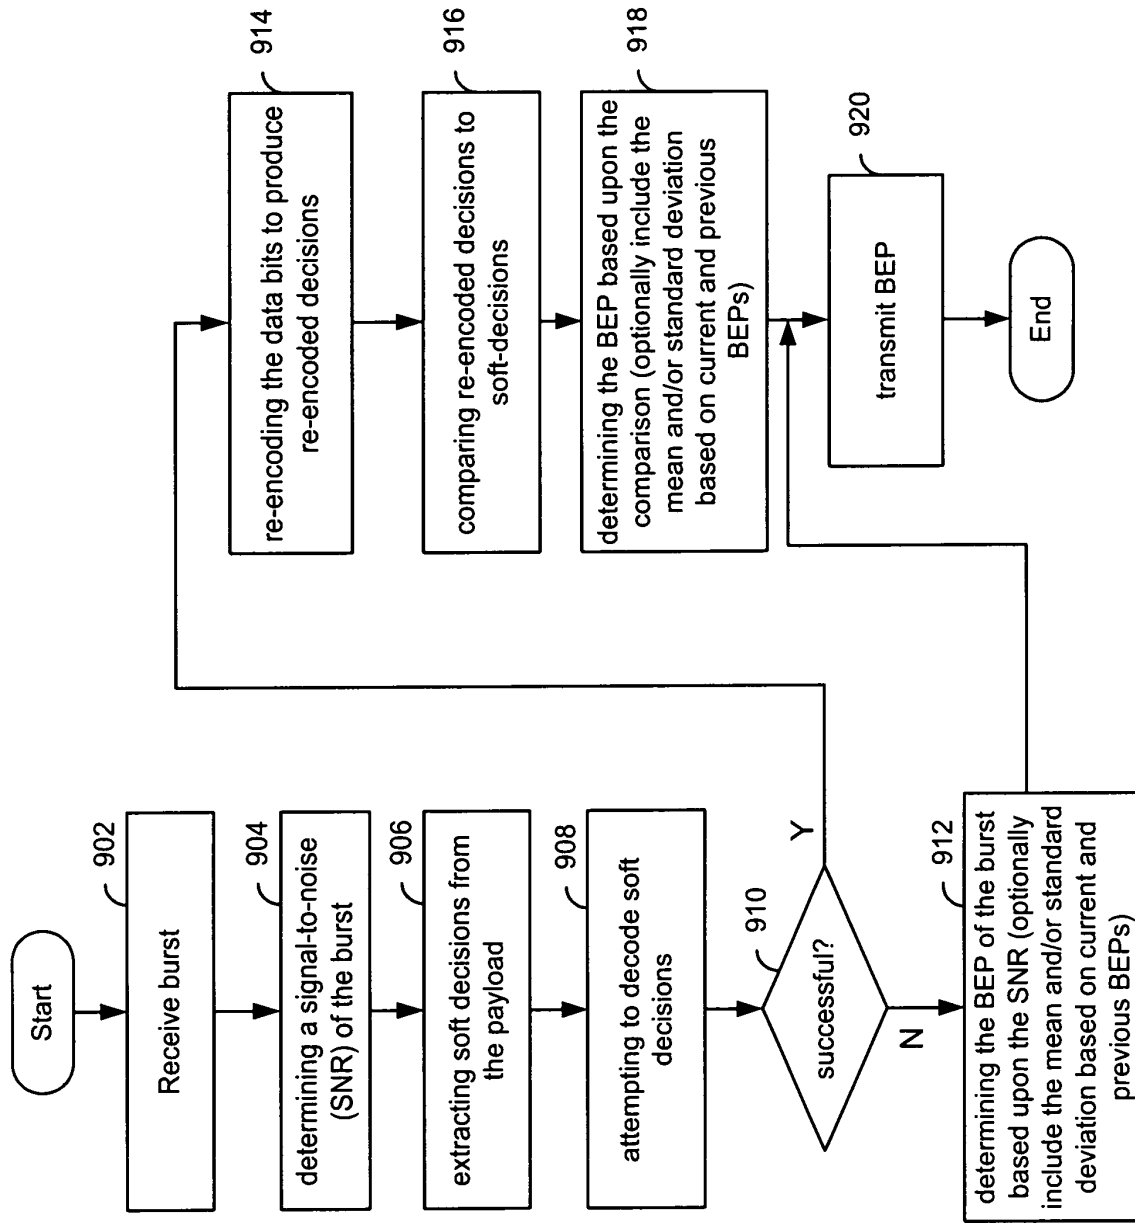 Start
902
Receive burst
904
determining a signal-to-noise
(SNR) of the burst
906
extracting soft decisions from
the payload
908
attempting to decode soft
decisions
910
successful?
Y
N
912
determining the BEP of the burst
based upon the SNR (optionally
include the mean and/or standard
deviation based on current and
previous BEPs)
914
re-encoding the data bits to produce
re-encoded decisions
916
comparing re-encoded decisions to
soft-decisions
918
determining the BEP based upon the
comparison (optionally include the
mean and/or standard deviation
based on current and previous
BEPs)
920
transmit BEP
End